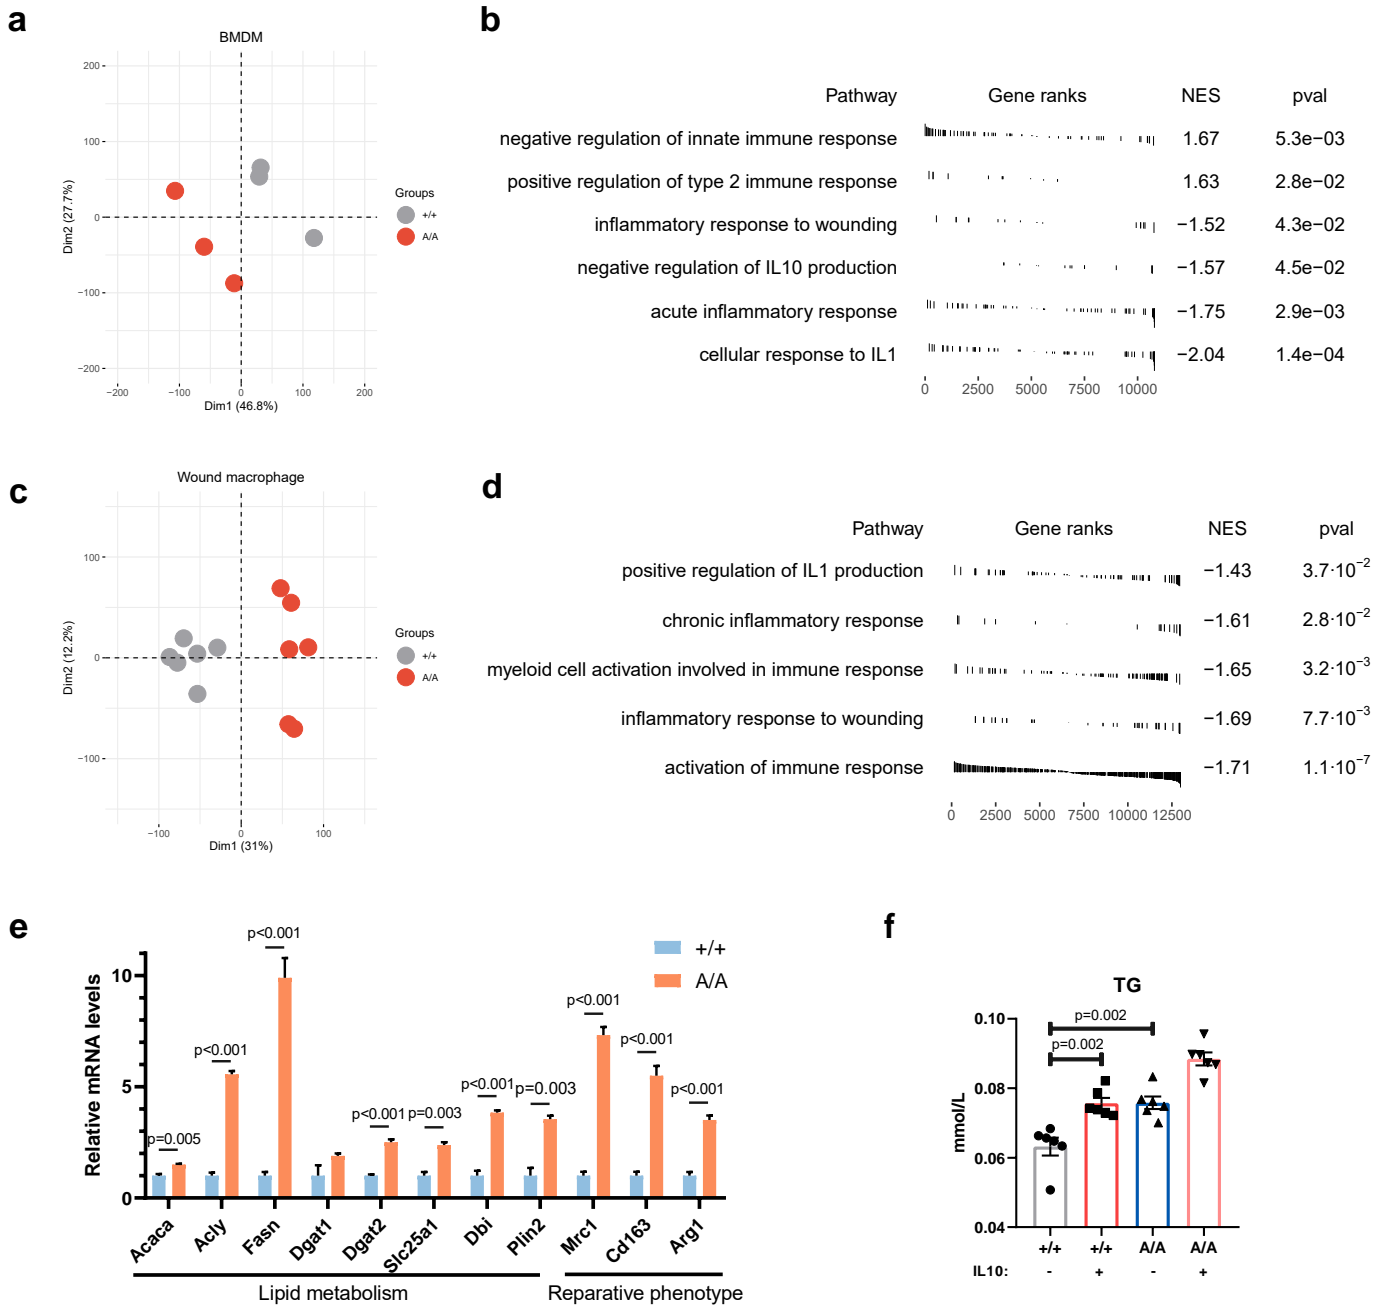 a
BMDM
200
100
0
−100
−200
−200 −100 0 100 200
Dim2 (27.7%)
Dim1 (46.8%)
Groups
+/+
A/A
b
Pathway Gene ranks NES pval
negative regulation of innate immune response 1.67 5.3e−03
positive regulation of type 2 immune response 1.63 2.8e−02
inflammatory response to wounding −1.52 4.3e−02
negative regulation of IL10 production −1.57 4.5e−02
acute inflammatory response −1.75 2.9e−03
cellular response to IL1 −2.04 1.4e−04
0 2500 5000 7500 10000
c
Wound macrophage
100
0
−100
−100 0 100
Dim2 (12.2%)
Dim1 (31%)
Groups
+/+
A/A
d
Pathway Gene ranks NES pval
positive regulation of IL1 production −1.43 3.7·10⁻²
chronic inflammatory response −1.61 2.8·10⁻²
myeloid cell activation involved in immune response −1.65 3.2·10⁻³
inflammatory response to wounding −1.69 7.7·10⁻³
activation of immune response −1.71 1.1·10⁻⁷
0 2500 5000 7500 10000 12500
e
Relative mRNA levels
10
5
0
p=0.005
p<0.001
p<0.001
p<0.001
p=0.003
p<0.001
p=0.003
p<0.001
p<0.001
p<0.001
+/+
A/A
Acaca Acly Fasn Dgat1 Dgat2 Slc25a1 Dbi Plin2 Mrc1 Cd163 Arg1
Lipid metabolism Reparative phenotype
f
TG
mmol/L
0.10
0.08
0.06
0.04
p=0.002
p=0.002
+/+ +/+ A/A A/A
IL10: - + - +